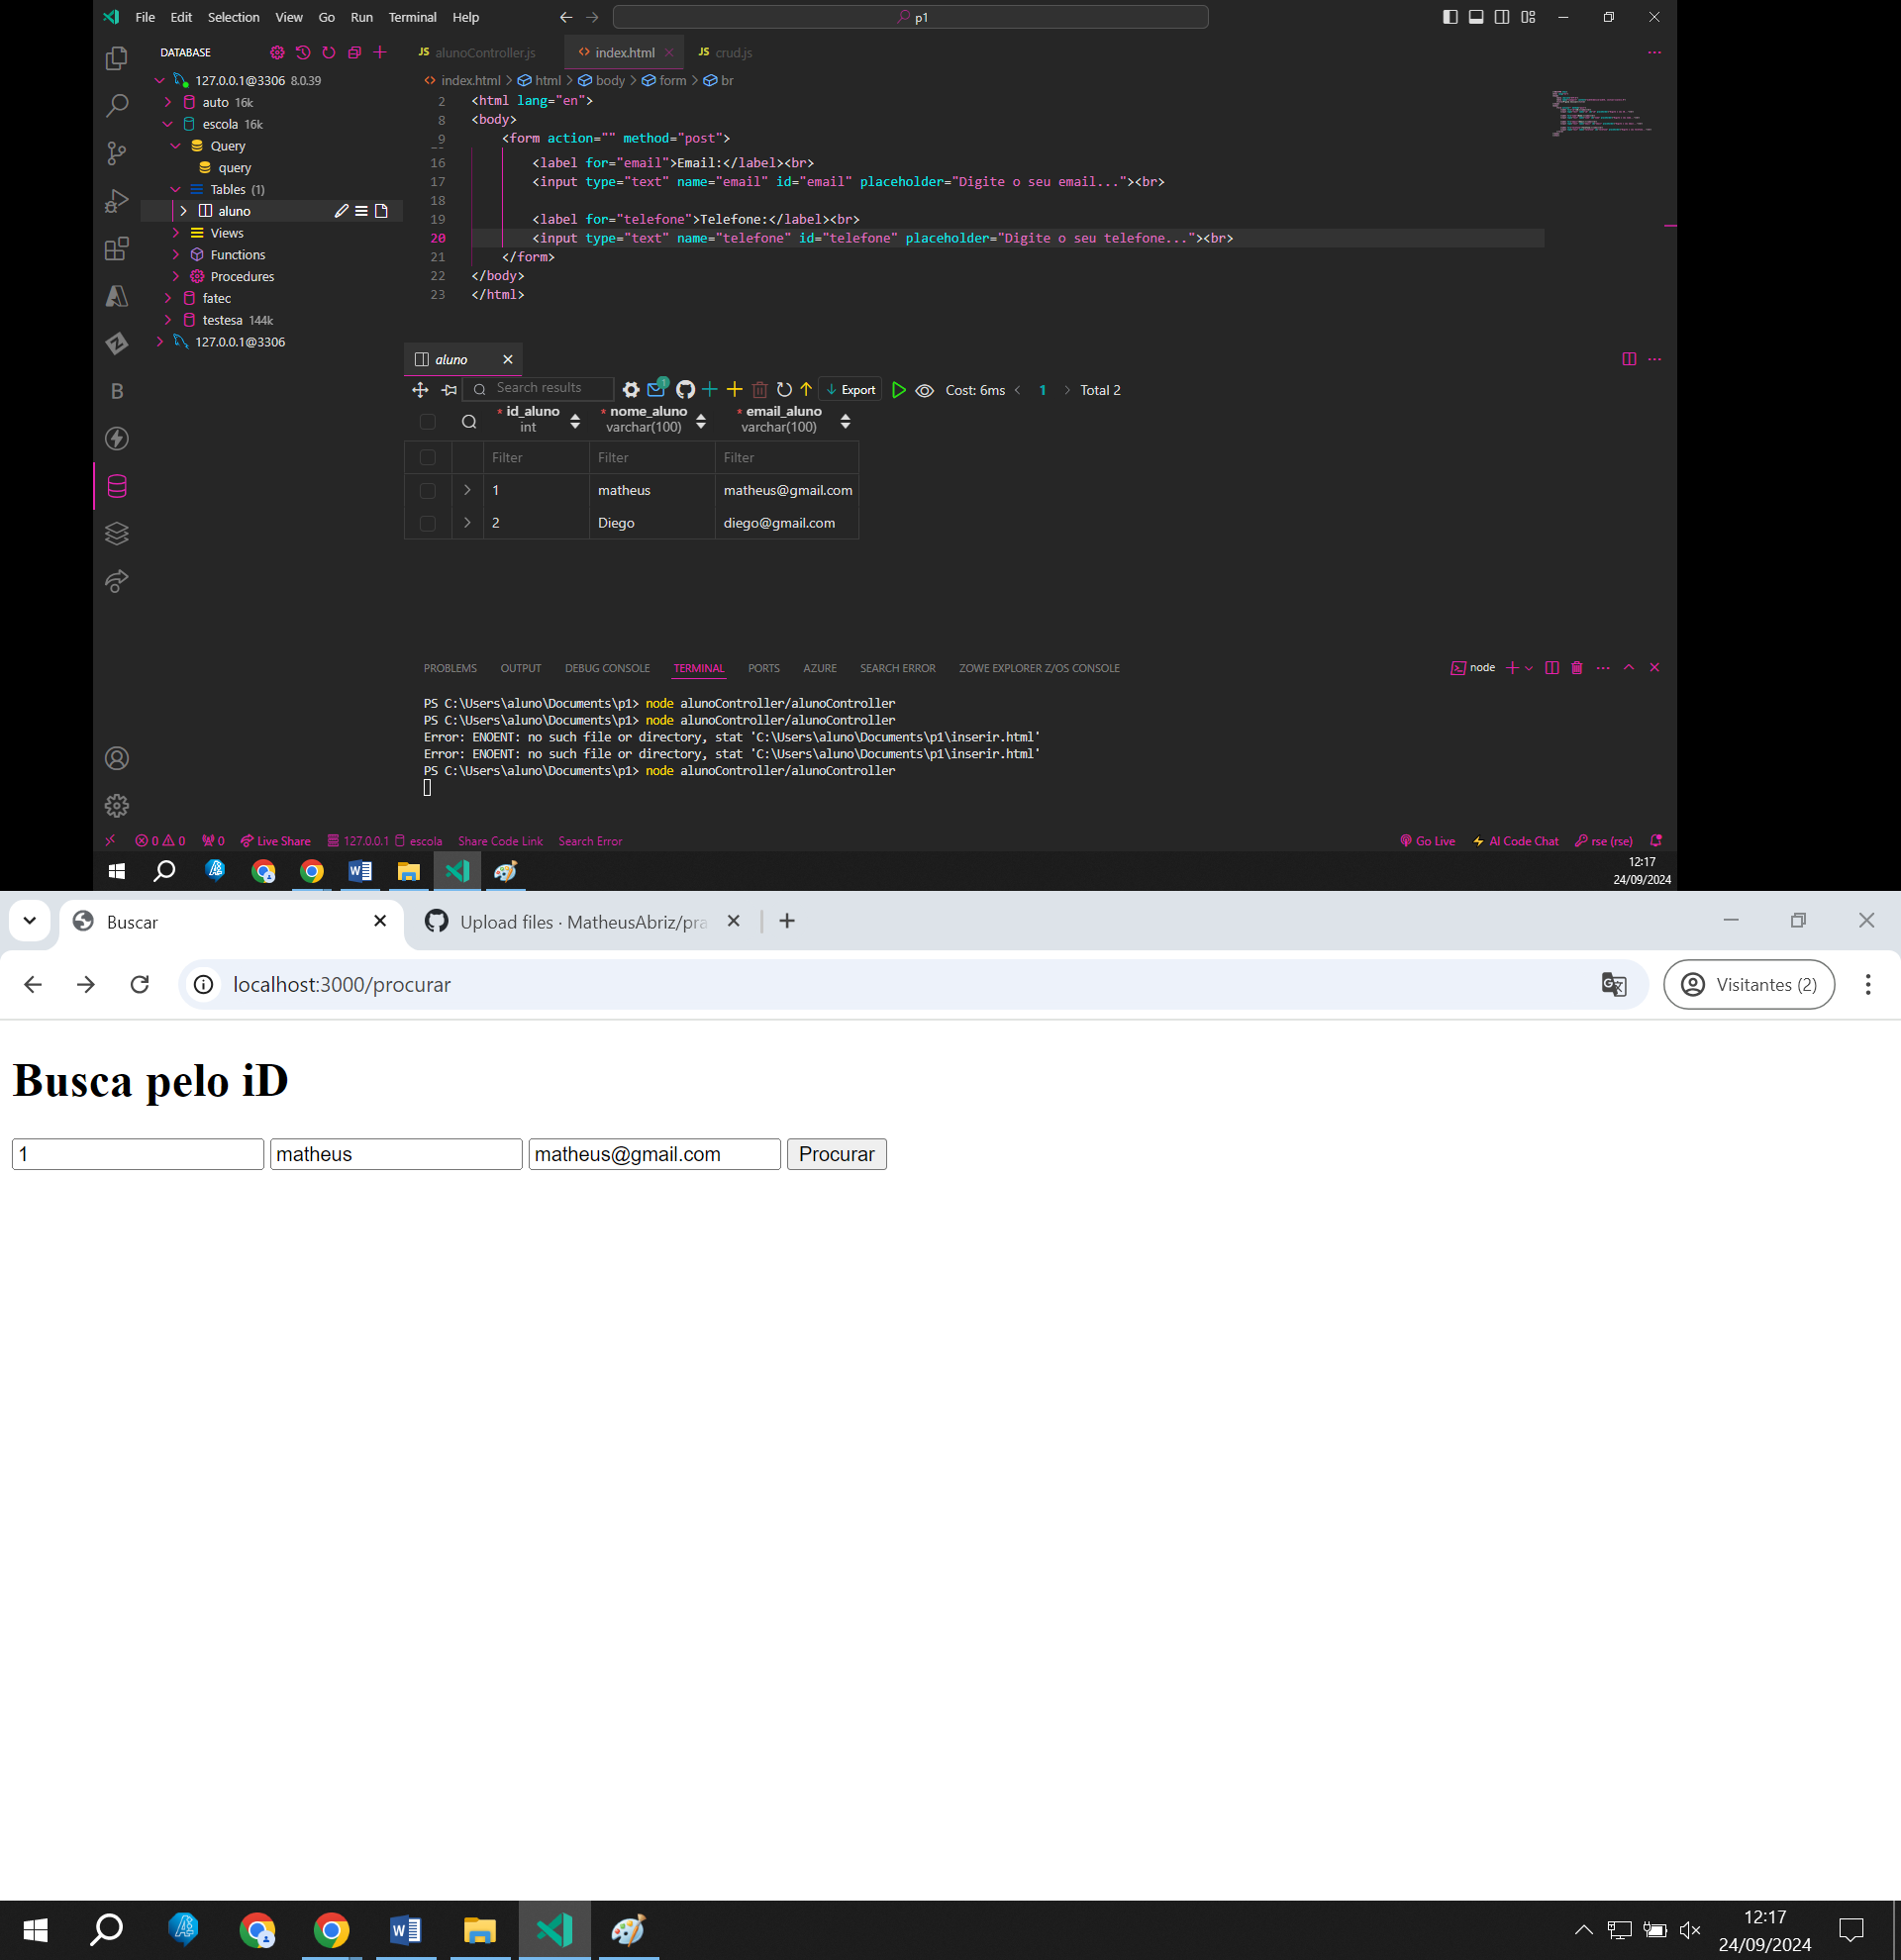 File Edit Selection View Go Run Terminal Help
p1
DATABASE
127.0.0.1@3306 8.0.39
auto 16k
escola 16k
Query
query
Tables (1)
aluno
Views
Functions
Procedures
fatec
testesa 144k
127.0.0.1@3306
JS alunoController.js
<> index.html
JS crud.js
<> index.html > html > body > form > br
2 <html lang="en">
8 <body>
9 <form action="" method="post">
16 <label for="email">Email:</label><br>
17 <input type="text" name="email" id="email" placeholder="Digite o seu email..."><br>
18
19 <label for="telefone">Telefone:</label><br>
20 <input type="text" name="telefone" id="telefone" placeholder="Digite o seu telefone..."><br>
21 </form>
22 </body>
23 </html>
aluno
Search results
1
Export
Cost: 6ms < 1 > Total 2
* id_aluno * nome_aluno * email_aluno
int varchar(100) varchar(100)
Filter Filter Filter
1 matheus matheus@gmail.com
2 Diego diego@gmail.com
PROBLEMS OUTPUT DEBUG CONSOLE TERMINAL PORTS AZURE SEARCH ERROR ZOWE EXPLORER Z/OS CONSOLE
node
PS C:\Users\aluno\Documents\p1> node alunoController/alunoController
PS C:\Users\aluno\Documents\p1> node alunoController/alunoController
Error: ENOENT: no such file or directory, stat 'C:\Users\aluno\Documents\p1\inserir.html'
Error: ENOENT: no such file or directory, stat 'C:\Users\aluno\Documents\p1\inserir.html'
PS C:\Users\aluno\Documents\p1> node alunoController/alunoController
0 0 0 Live Share 127.0.0.1 escola Share Code Link Search Error
Go Live AI Code Chat rse (rse)
12:17
24/09/2024
Buscar
Upload files · MatheusAbriz/pra
localhost:3000/procurar
Visitantes (2)
Busca pelo iD
1 matheus matheus@gmail.com Procurar
12:17
24/09/2024